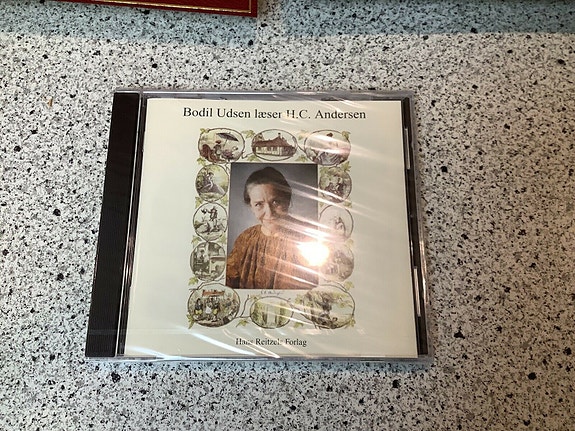 Bodil Udsen læser H.C. Andersen
Hans Reitzels Forlag